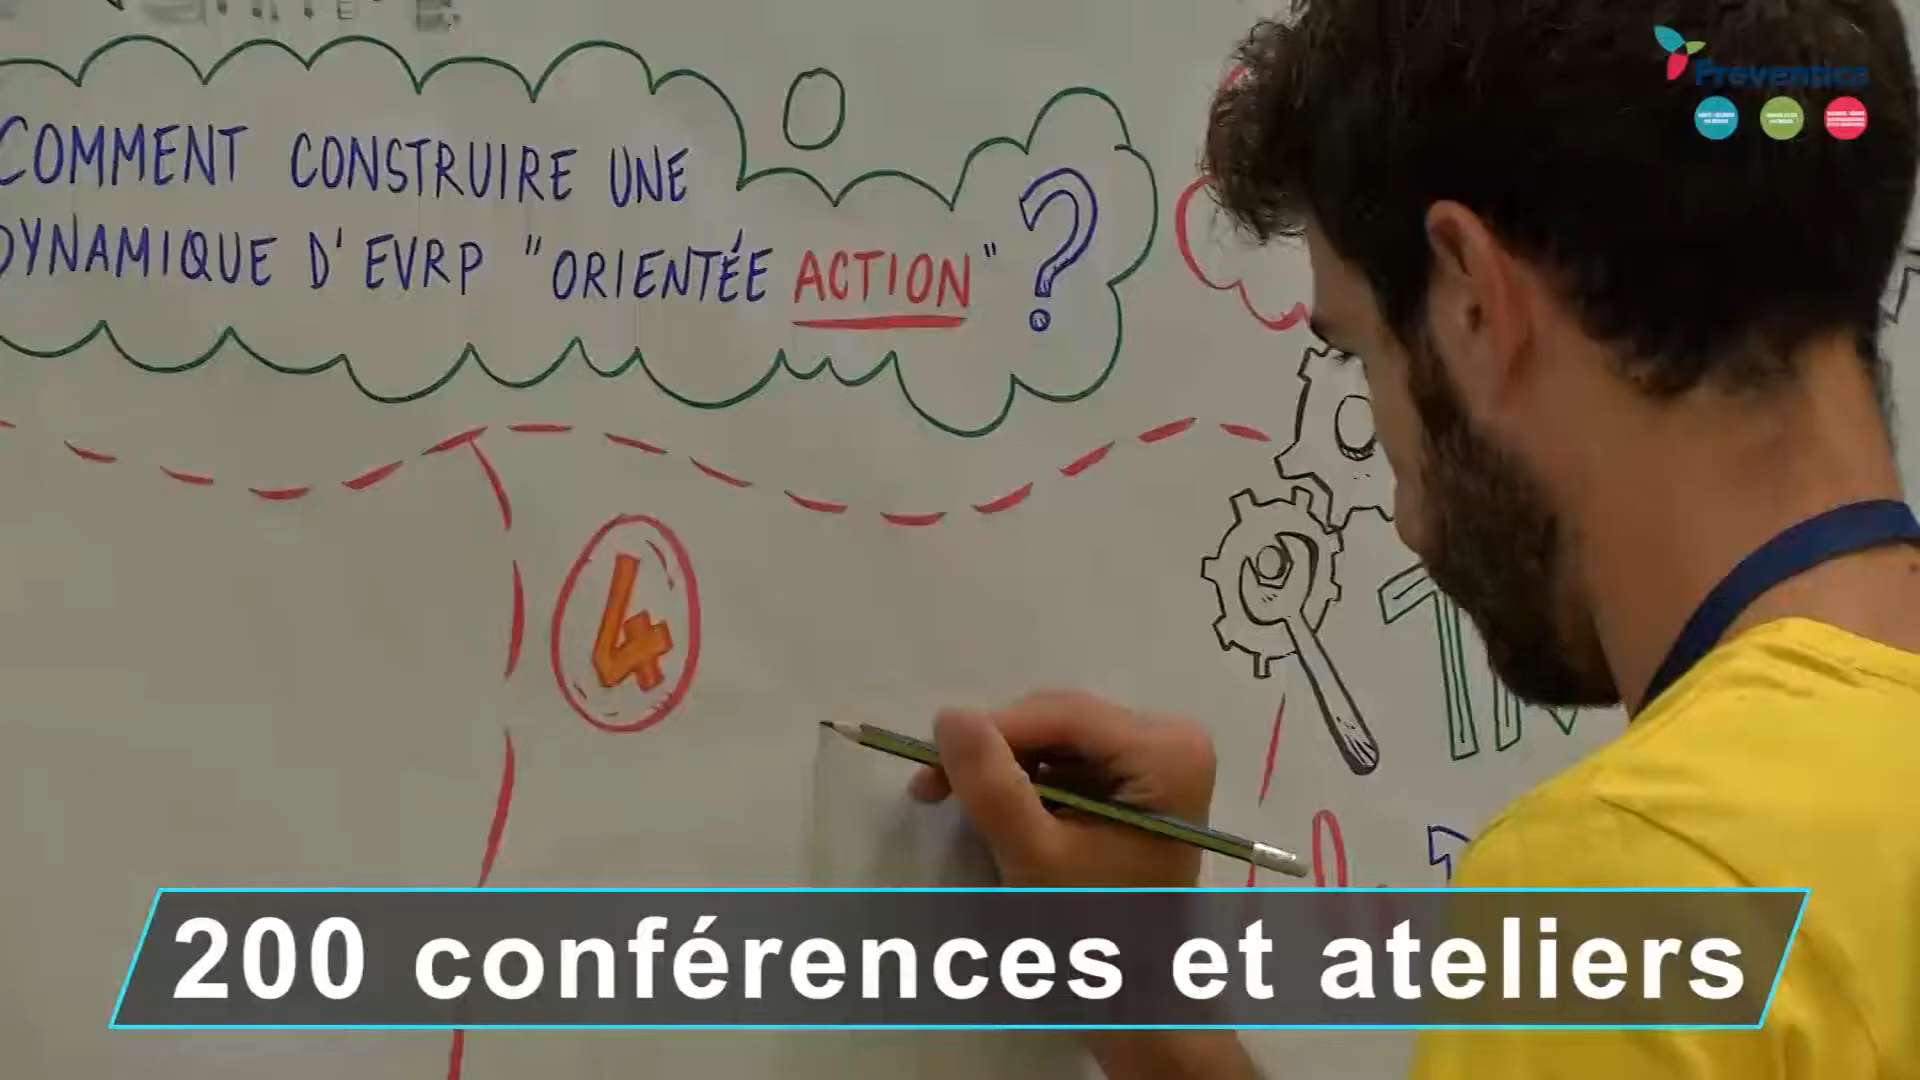 Preventica
COMMENT CONSTRUIRE UNE
DYNAMIQUE D'EVRP "ORIENTÉE ACTION" ?
4
200 conférences et ateliers